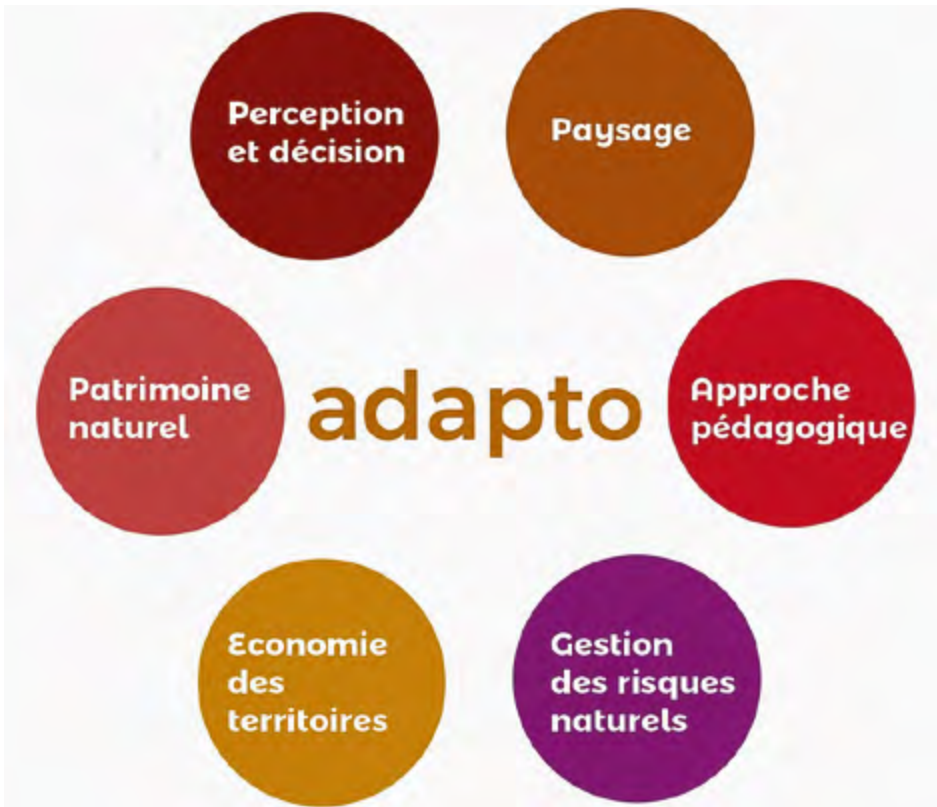 Perception
et décision
Paysage
Patrimoine
naturel
adapto
Approche
pédagogique
Economie
des
territoires
Gestion
des risques
naturels